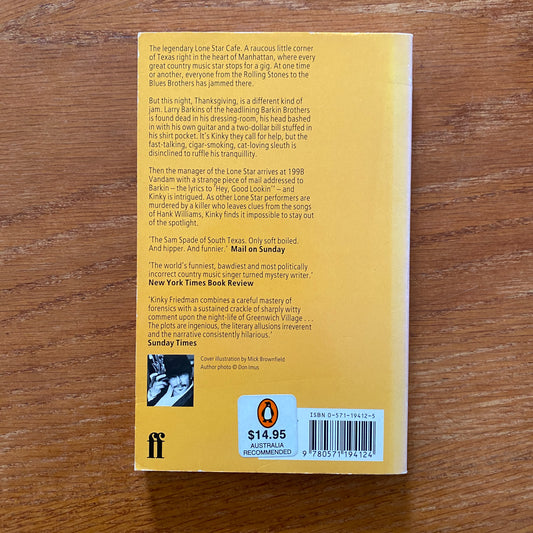 The legendary Lone Star Cafe. A raucous little corner
of Texas right in the heart of Manhattan, where every
great country music star stops for a gig. At one time
or another, everyone from the Rolling Stones to the
Blues Brothers has jammed there.
But this night, Thanksgiving, is a different kind of
jam. Larry Barkins of the headlining Barkin Brothers
is found dead in his dressing-room, his head bashed
in with his own guitar and a two-dollar bill stuffed in
his shirt pocket. It's Kinky they call for help, but the
fast-talking, cigar-smoking, cat-loving sleuth is
disinclined to ruffle his tranquillity.
Then the manager of the Lone Star arrives at 199B
Vandam with a strange piece of mail addressed to
Barkin – the lyrics to 'Hey, Good Lookin'' – and
Kinky is intrigued. As other Lone Star performers are
murdered by a killer who leaves clues from the songs
of Hank Williams, Kinky finds it impossible to stay out
of the spotlight.
'The Sam Spade of South Texas. Only soft boiled.
And hipper. And funnier.' Mail on Sunday
'The world's funniest, bawdiest and most politically
incorrect country music singer turned mystery writer.'
New York Times Book Review
'Kinky Friedman combines a careful mastery of
forensics with a sustained crackle of sharply witty
comment upon the night-life of Greenwich Village . . .
The plots are ingenious, the literary allusions irreverent
and the narrative consistently hilarious.'
Sunday Times
Cover illustration by Mick Brownfield
Author photo © Don Imus
ff
$14.95
AUSTRALIA
RECOMMENDED
ISBN 0-571-19412-5
9 780571 194124